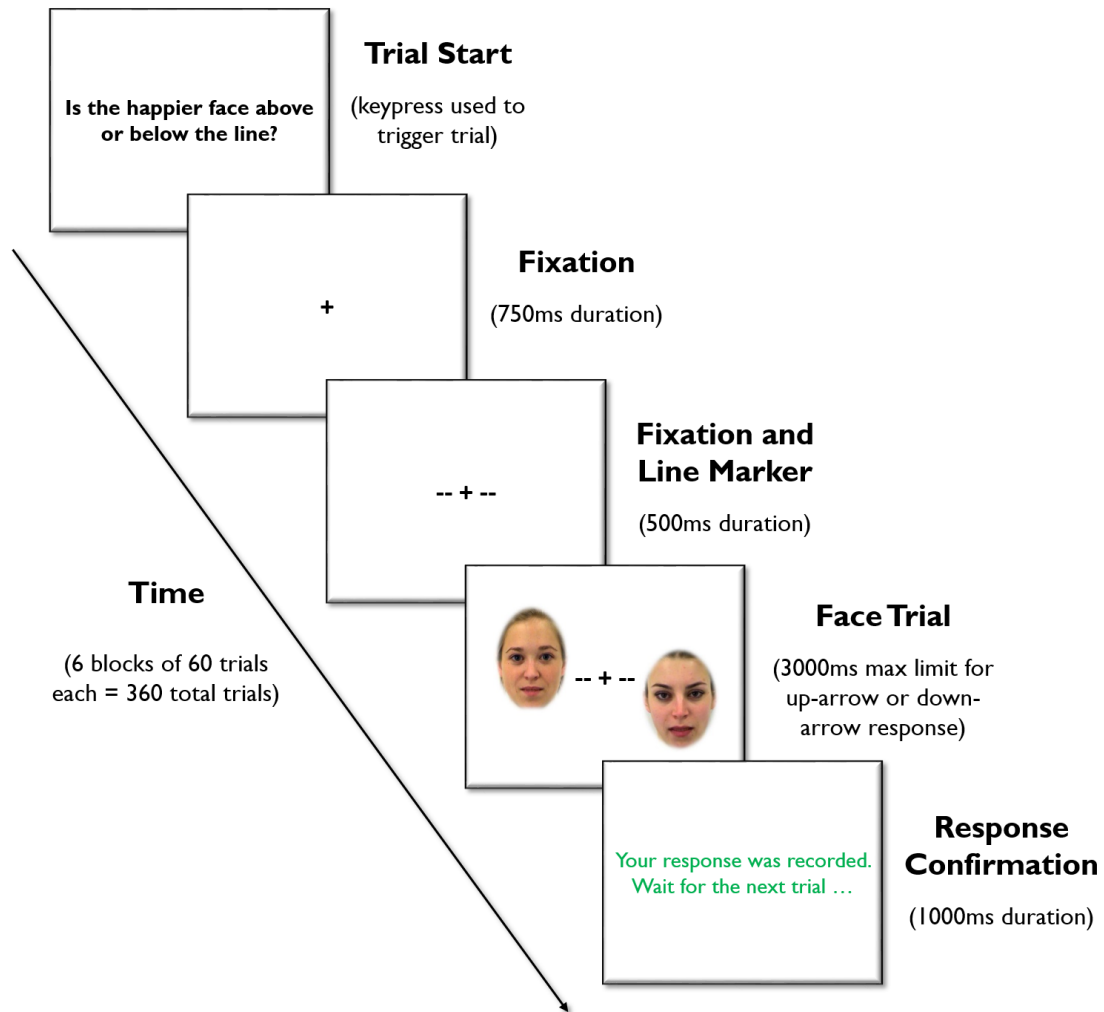 Is the happier face above
or below the line?
Trial Start
(keypress used to
trigger trial)
+
Fixation
(750ms duration)
-- + --
Fixation and
Line Marker
(500ms duration)
Time
(6 blocks of 60 trials
each = 360 total trials)
-- + --
Face Trial
(3000ms max limit for
up-arrow or down-
arrow response)
Your response was recorded.
Wait for the next trial ...
Response
Confirmation
(1000ms duration)